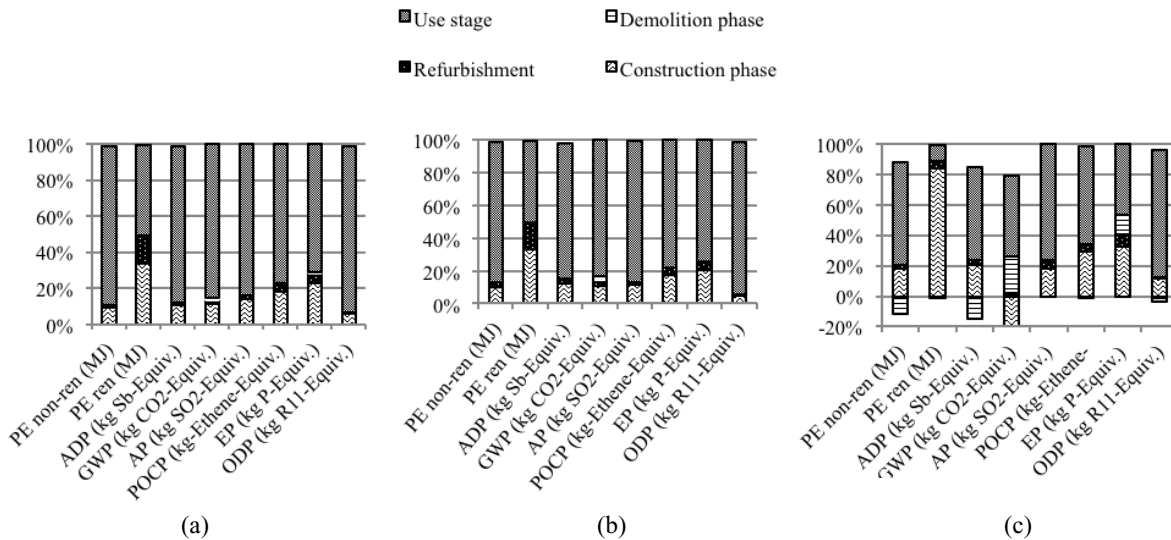 Use stage
Demolition phase
Refurbishment
Construction phase
100%
80%
60%
40%
20%
0%
PE non-ren (MJ)
PE ren (MJ)
ADP (kg Sb-Equiv.)
GWP (kg CO2-Equiv.)
AP (kg SO2-Equiv.)
POCP (kg-Ethene-Equiv.)
EP (kg P-Equiv.)
ODP (kg R11-Equiv.)
(a)
100%
80%
60%
40%
20%
0%
PE non-ren (MJ)
PE ren (MJ)
ADP (kg Sb-Equiv.)
GWP (kg CO2-Equiv.)
AP (kg SO2-Equiv.)
POCP (kg-Ethene-Equiv.)
EP (kg P-Equiv.)
ODP (kg R11-Equiv.)
(b)
100%
80%
60%
40%
20%
0%
-20%
PE non-ren (MJ)
PE ren (MJ)
ADP (kg Sb-Equiv.)
GWP (kg CO2-Equiv.)
AP (kg SO2-Equiv.)
POCP (kg-Ethene-
EP (kg P-Equiv.)
ODP (kg R11-Equiv.)
(c)